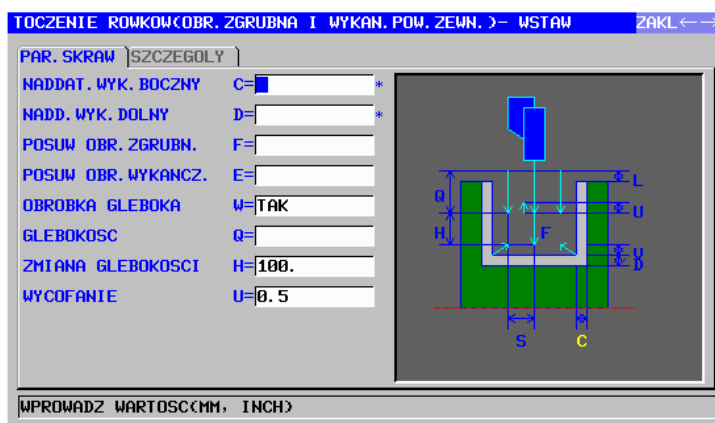 TOCZENIE ROWKOW(OBR.ZGRUBNA I WYKAN.POW.ZEWN.)- WSTAW ZAKL←→
PAR.SKRAW SZCZEGOLY
NADDAT.WYK.BOCZNY C= *
NADD.WYK.DOLNY D= *
POSUW OBR.ZGRUBN. F=
POSUW OBR.WYKANCZ. E=
OBROBKA GLEBOKA W=TAK
GLEBOKOSC Q=
ZMIANA GLEBOKOSCI H=100.
WYCOFANIE U=0.5
L
Q
U
H
F
U
D
S
C
WPROWADZ WARTOSC(MM, INCH)